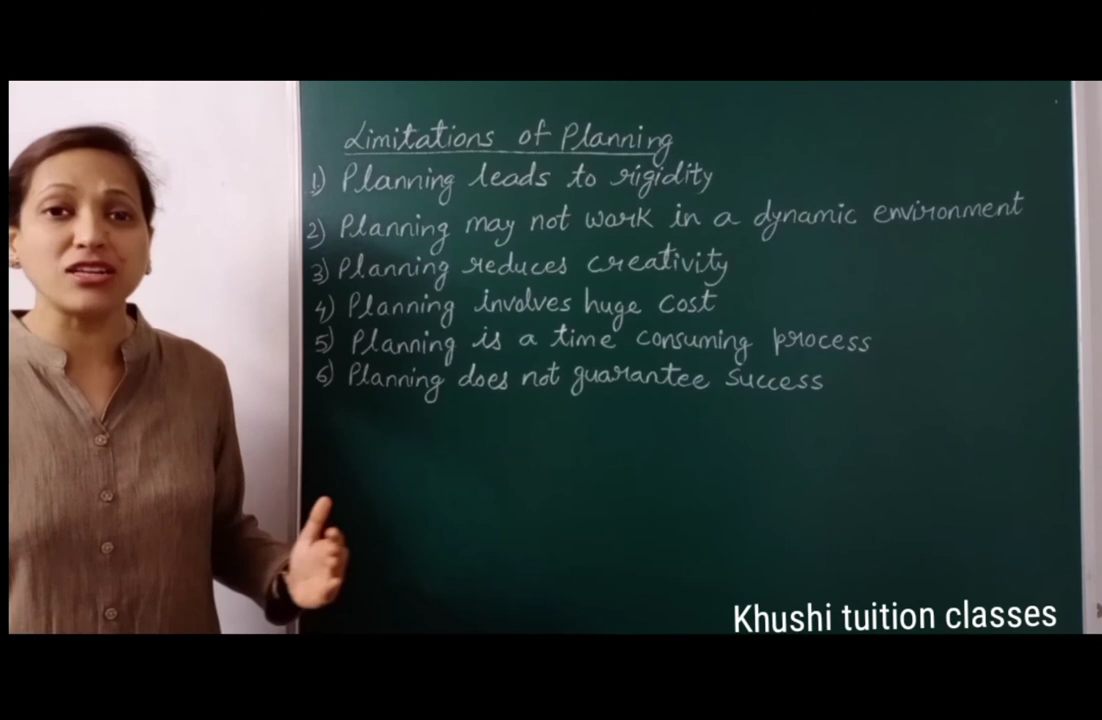 Limitations of Planning
1) Planning leads to rigidity
2) Planning may not work in a dynamic environment
3) Planning reduces creativity
4) Planning involves huge cost
5) Planning is a time consuming process
6) Planning does not guarantee success
Khushi tuition classes